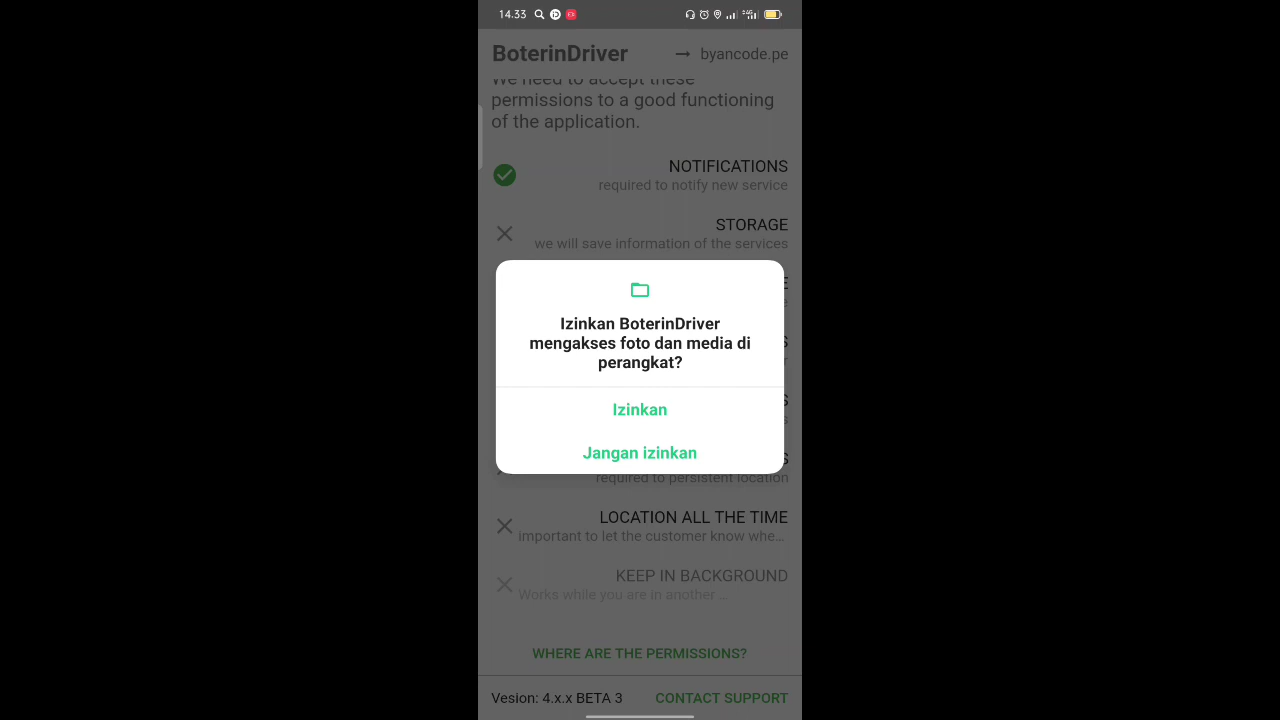 14.33
BoterinDriver → byancode.pe
We need to accept these
permissions to a good functioning
of the application.
NOTIFICATIONS
required to notify new service
STORAGE
we will save information of the services
Izinkan BoterinDriver
mengakses foto dan media di
perangkat?
Izinkan
Jangan izinkan
required to persistent location
LOCATION ALL THE TIME
important to let the customer know whe...
KEEP IN BACKGROUND
Works while you are in another ...
WHERE ARE THE PERMISSIONS?
Vesion: 4.x.x BETA 3 CONTACT SUPPORT